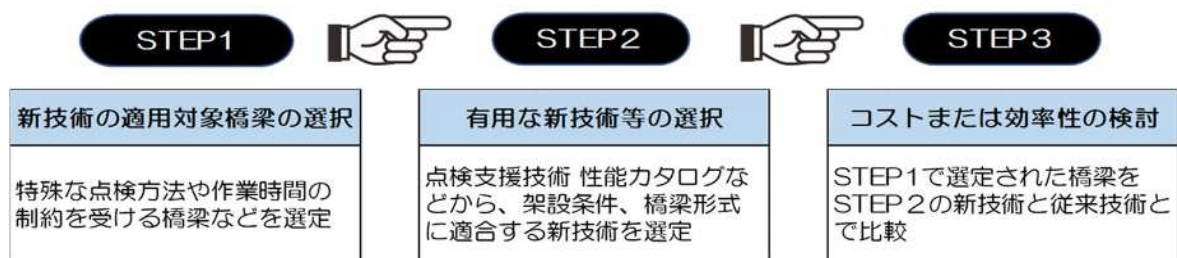 STEP1
STEP2
STEP3
新技術の適用対象橋梁の選択
特殊な点検方法や作業時間の
制約を受ける橋梁などを選定
有用な新技術等の選択
点検支援技術 性能カタログな
どから、架設条件、橋梁形式
に適合する新技術を選定
コストまたは効率性の検討
STEP1で選定された橋梁を
STEP2の新技術と従来技術と
で比較